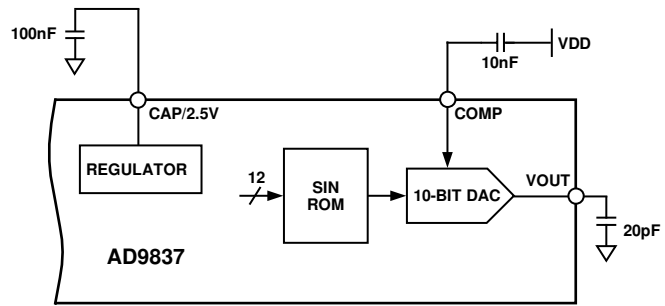 100nF
VDD
10nF
CAP/2.5V
COMP
REGULATOR
12
SIN
ROM
10-BIT DAC
VOUT
20pF
AD9837